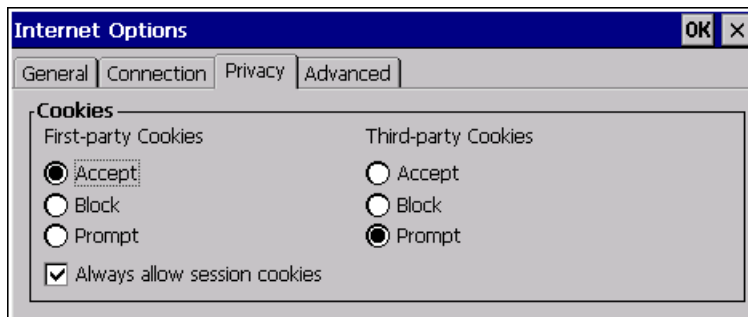 Internet Options OK ×
General Connection Privacy Advanced
Cookies
First-party Cookies Third-party Cookies
Accept Accept
Block Block
Prompt Prompt
Always allow session cookies